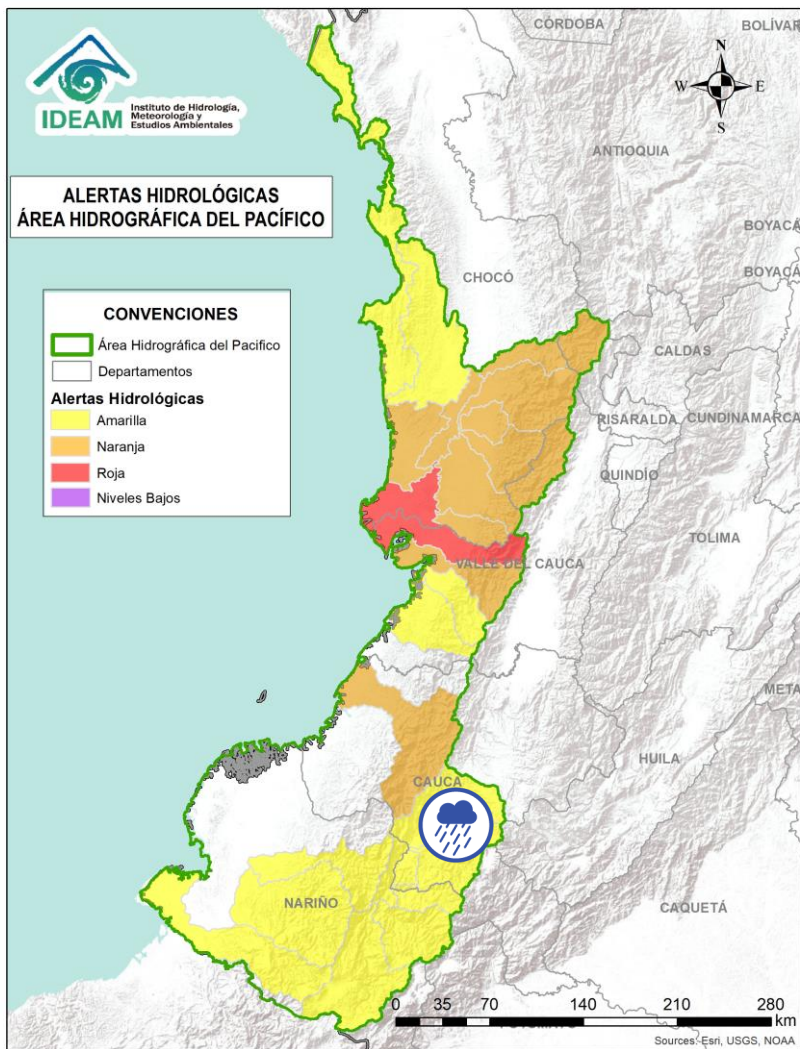 IDEAM
Instituto de Hidrología,
Meteorología y
Estudios Ambientales
ALERTAS HIDROLÓGICAS
ÁREA HIDROGRÁFICA DEL PACÍFICO
CONVENCIONES
Área Hidrográfica del Pacifico
Departamentos
Alertas Hidrológicas
Amarilla
Naranja
Roja
Niveles Bajos
N
W
E
S
CÓRDOBA
BOLÍVAR
ANTIOQUIA
BOYACÁ
BOYACÁ
CHOCÓ
CALDAS
RISARALDA
CUNDINAMARCA
QUINDÍO
TOLIMA
VALLE DEL CAUCA
META
HUILA
CAUCA
NARIÑO
CAQUETÁ
0 35 70 140 210 280
km
Sources: Esri, USGS, NOAA